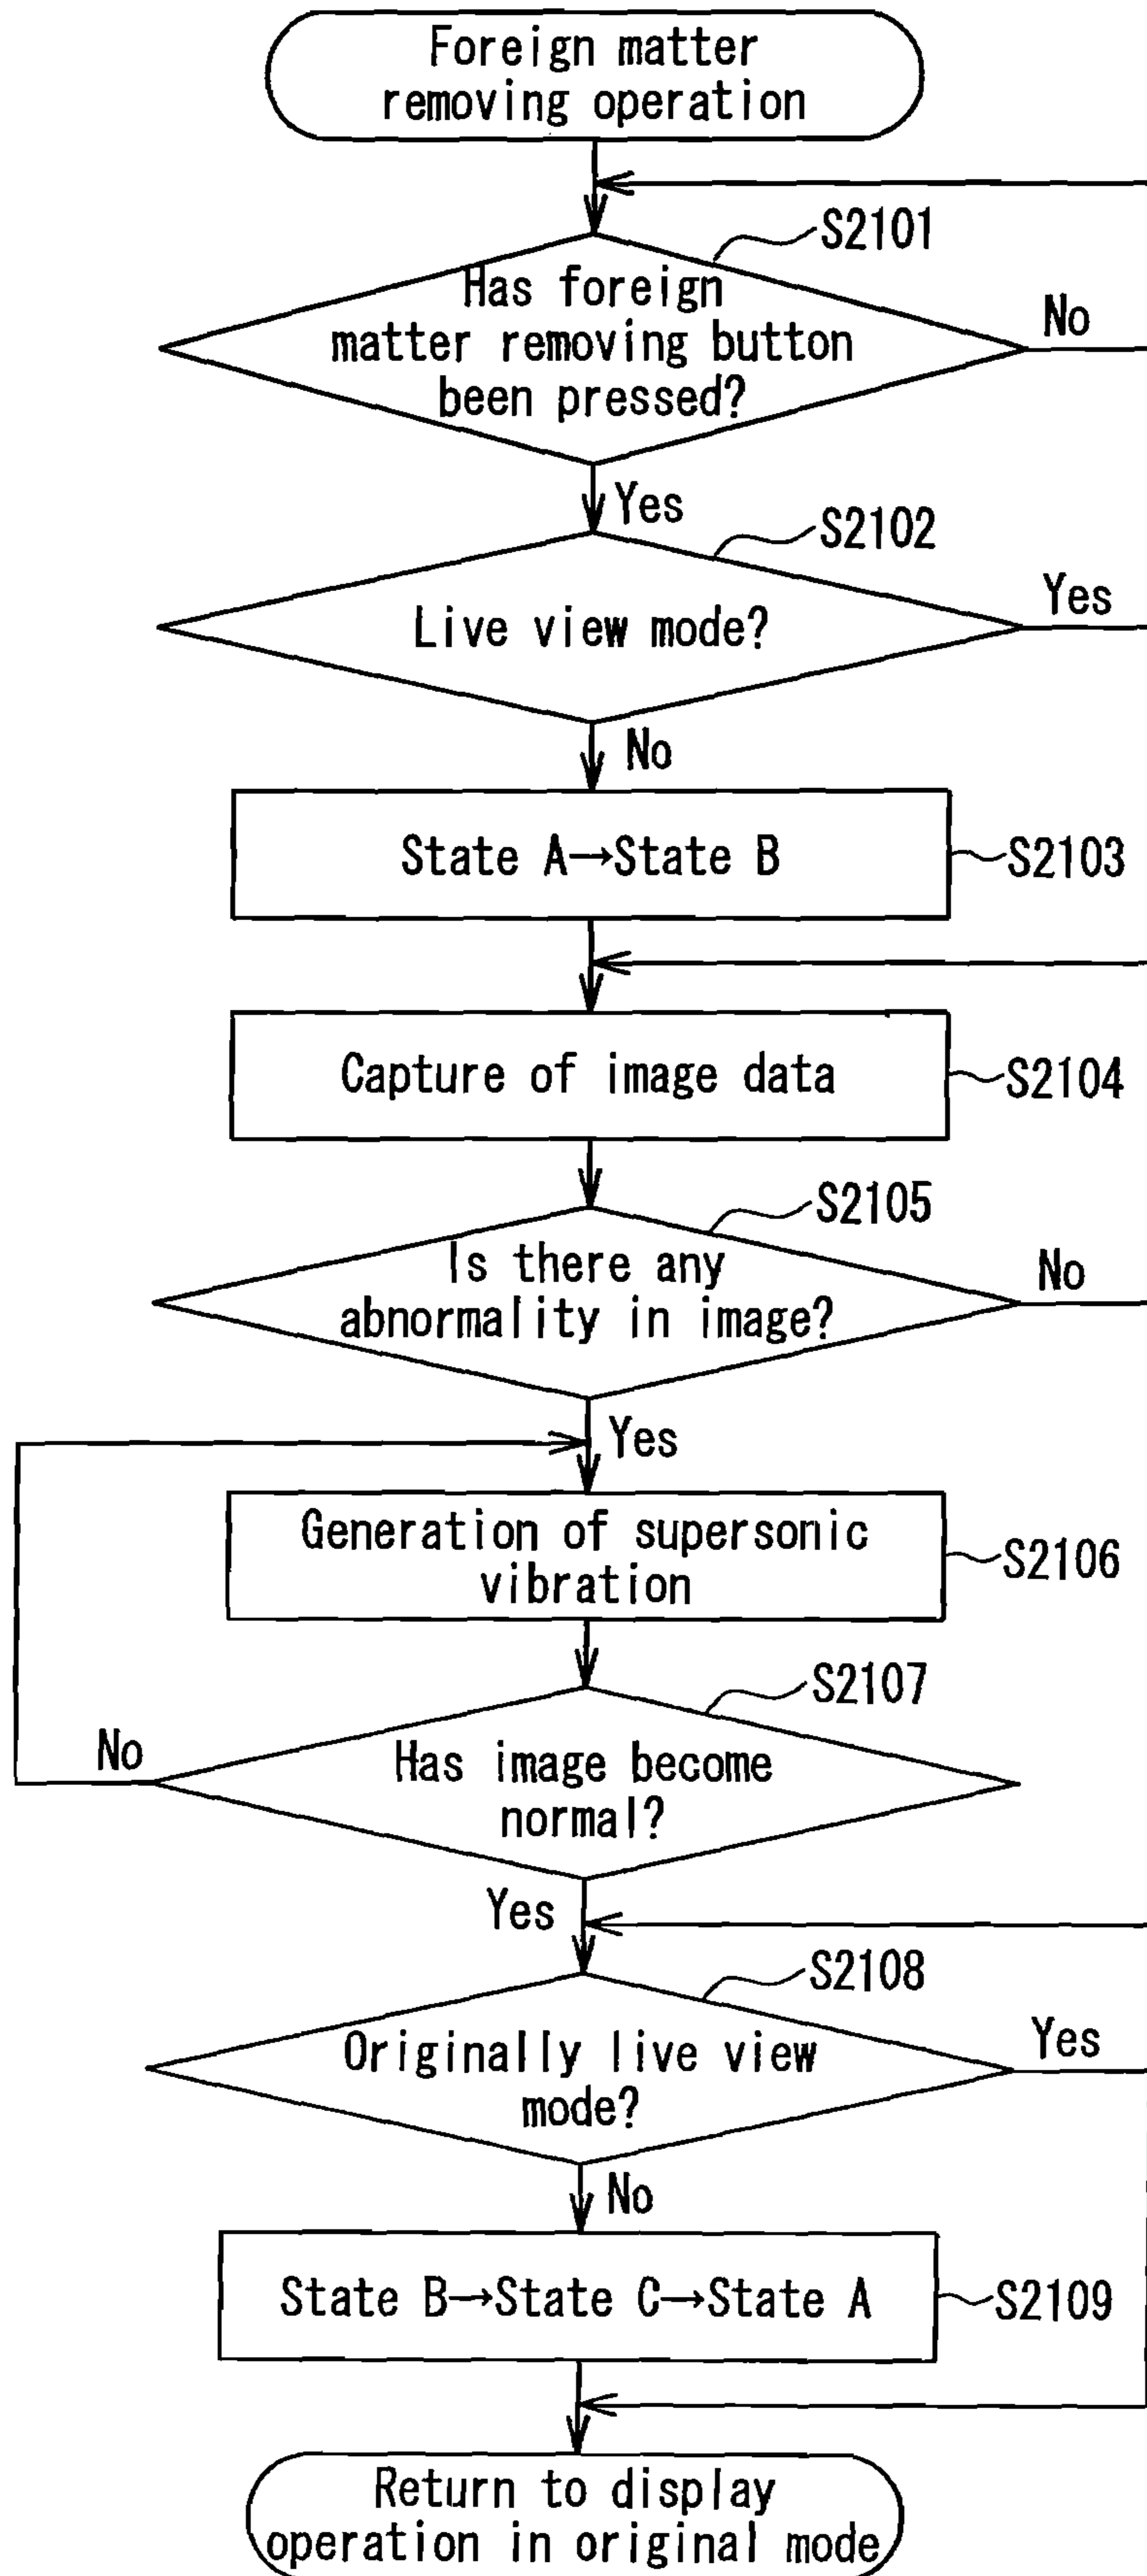 Foreign matter
removing operation
S2101
Has foreign
matter removing button
been pressed?
No
Yes
S2102
Live view mode?
Yes
No
State A→State B
S2103
Capture of image data
S2104
S2105
Is there any
abnormality in image?
No
Yes
Generation of supersonic
vibration
S2106
S2107
Has image become
normal?
No
Yes
S2108
Originally live view
mode?
Yes
No
State B→State C→State A
S2109
Return to display
operation in original mode